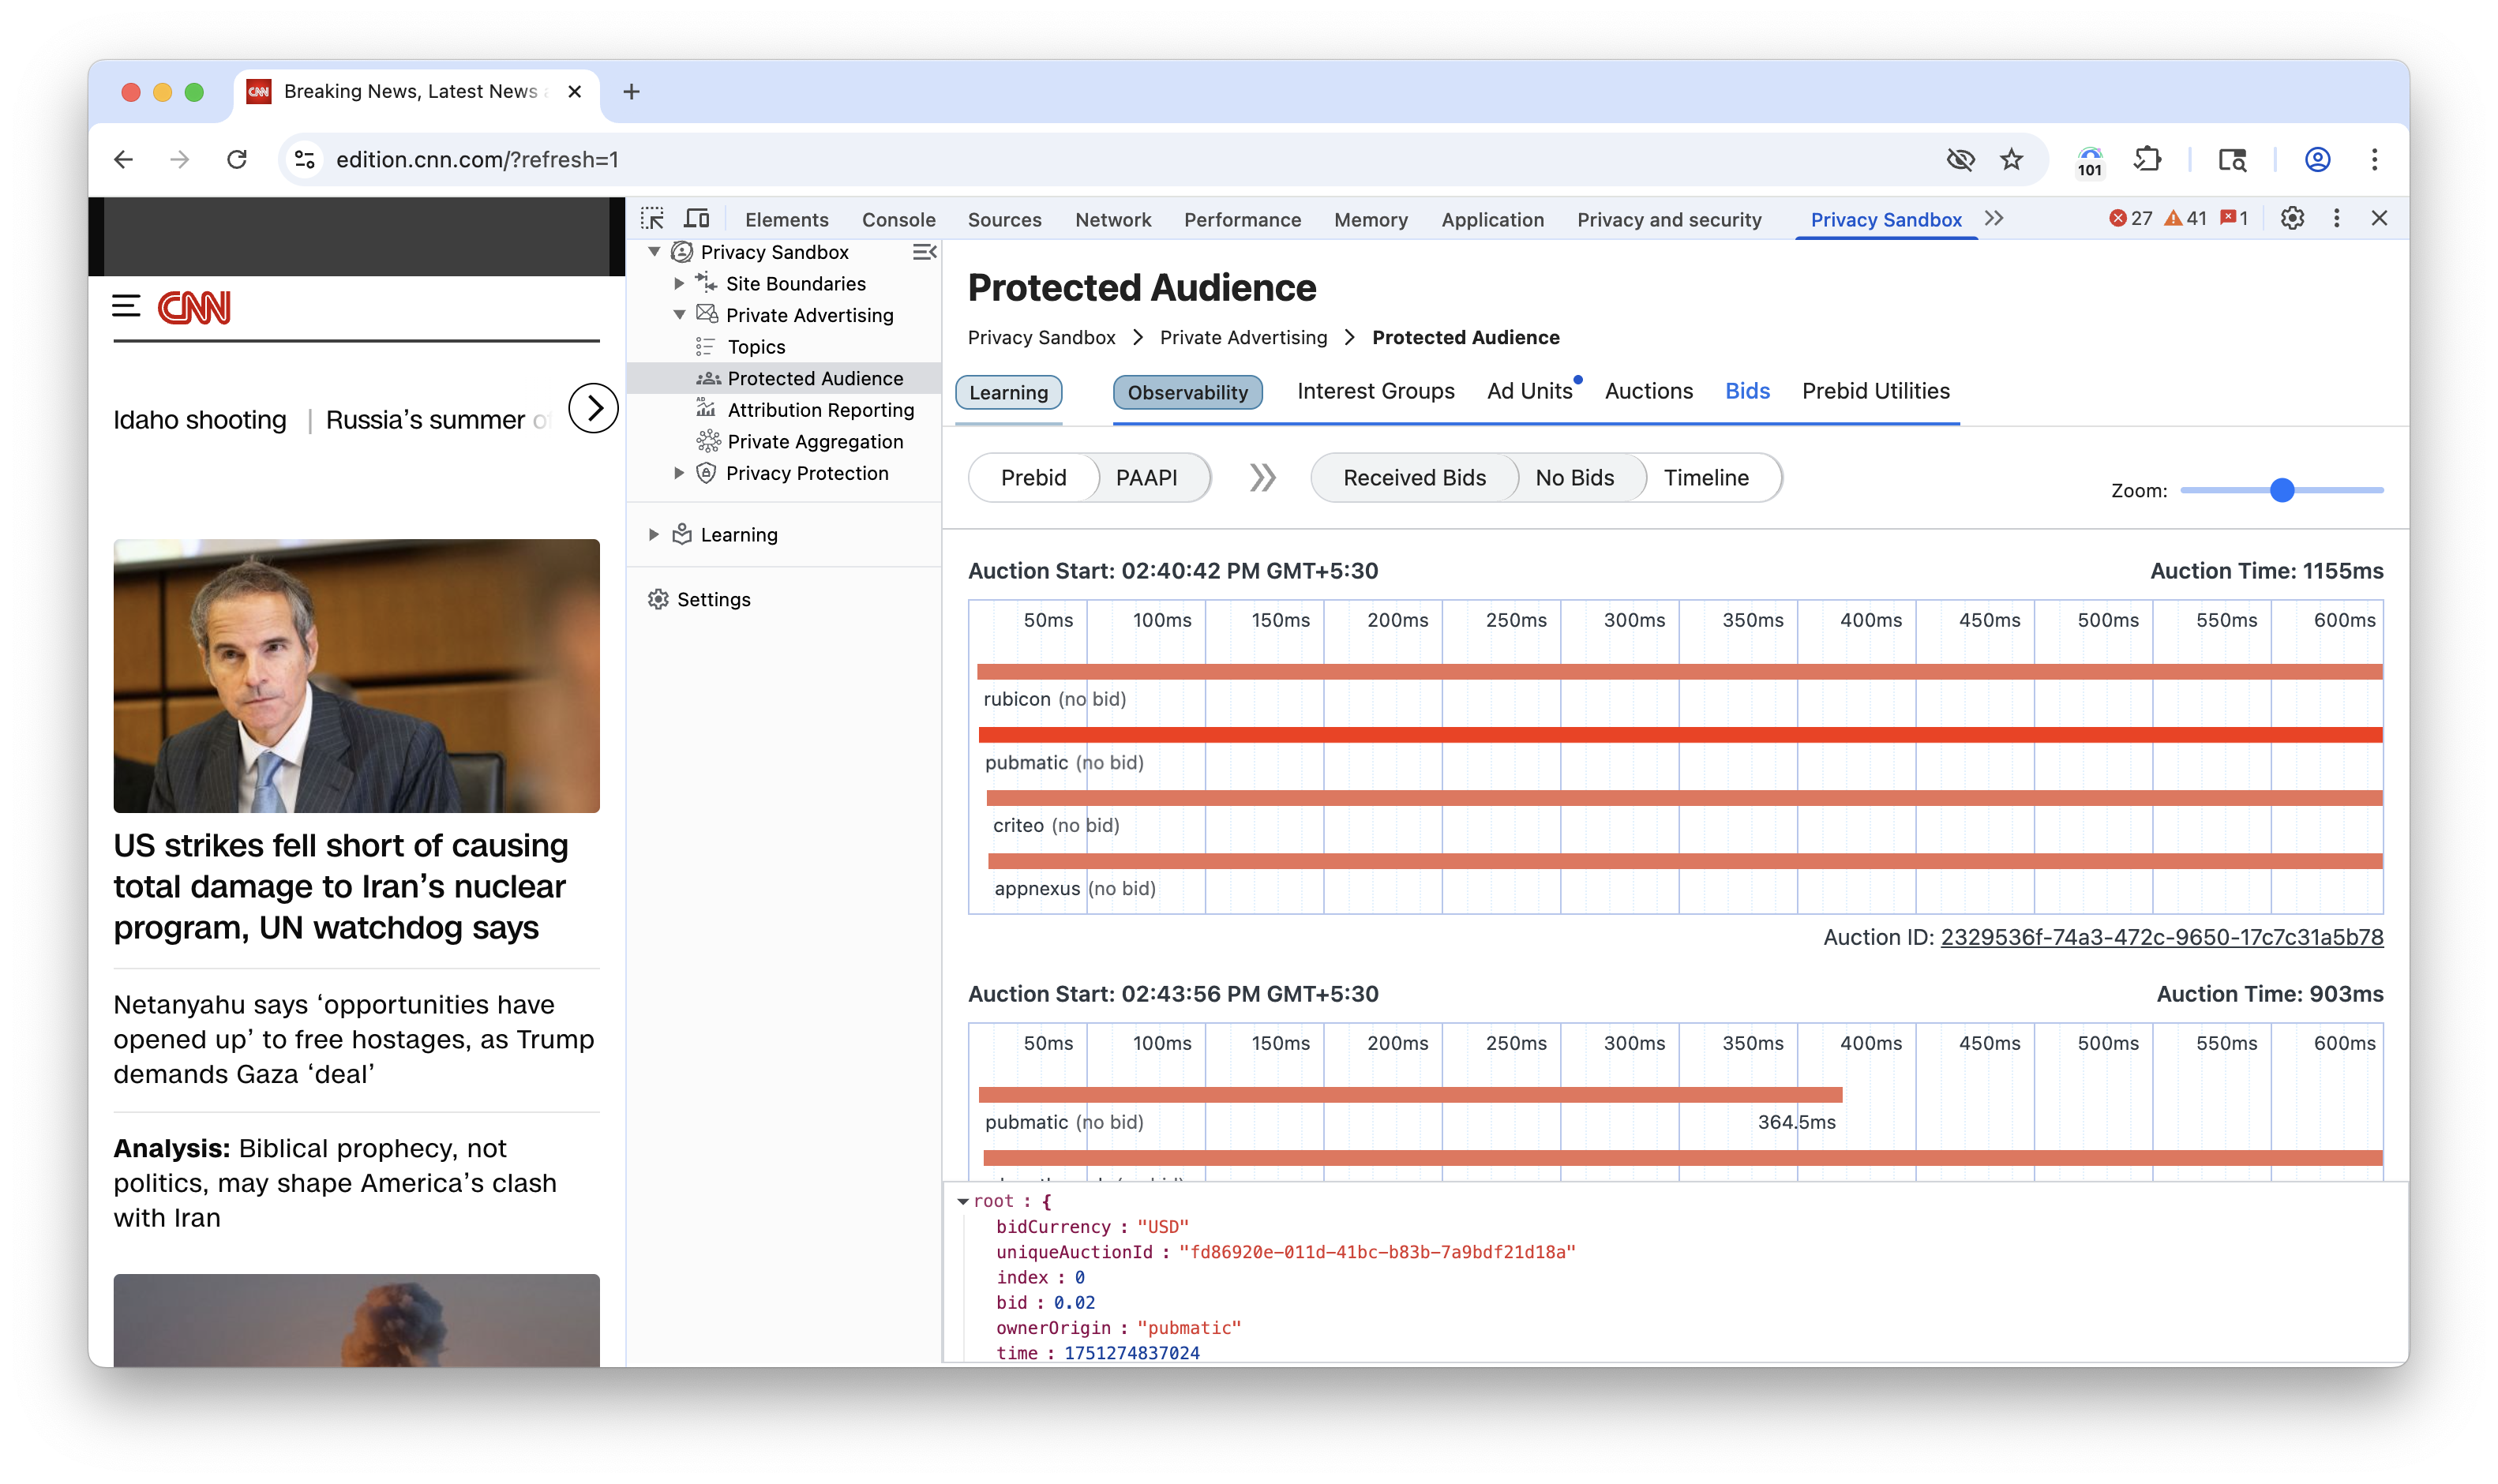 CNN Breaking News, Latest News
edition.cnn.com/?refresh=1
101
CNN
Idaho shooting | Russia’s summer
US strikes fell short of causing
total damage to Iran’s nuclear
program, UN watchdog says
Netanyahu says ‘opportunities have
opened up’ to free hostages, as Trump
demands Gaza ‘deal’
Analysis: Biblical prophecy, not
politics, may shape America’s clash
with Iran
Elements Console Sources Network Performance Memory Application Privacy and security Privacy Sandbox 27 41 1
Privacy Sandbox
Site Boundaries
Private Advertising
Topics
Protected Audience
Attribution Reporting
Private Aggregation
Privacy Protection
Learning
Settings
Protected Audience
Privacy Sandbox > Private Advertising > Protected Audience
Learning Observability Interest Groups Ad Units Auctions Bids Prebid Utilities
Prebid PAAPI Received Bids No Bids Timeline Zoom:
Auction Start: 02:40:42 PM GMT+5:30 Auction Time: 1155ms
50ms 100ms 150ms 200ms 250ms 300ms 350ms 400ms 450ms 500ms 550ms 600ms
rubicon (no bid)
pubmatic (no bid)
criteo (no bid)
appnexus (no bid)
Auction ID: 2329536f-74a3-472c-9650-17c7c31a5b78
Auction Start: 02:43:56 PM GMT+5:30 Auction Time: 903ms
50ms 100ms 150ms 200ms 250ms 300ms 350ms 400ms 450ms 500ms 550ms 600ms
pubmatic (no bid) 364.5ms
root : {
bidCurrency : "USD"
uniqueAuctionId : "fd86920e-011d-41bc-b83b-7a9bdf21d18a"
index : 0
bid : 0.02
ownerOrigin : "pubmatic"
time : 1751274837024